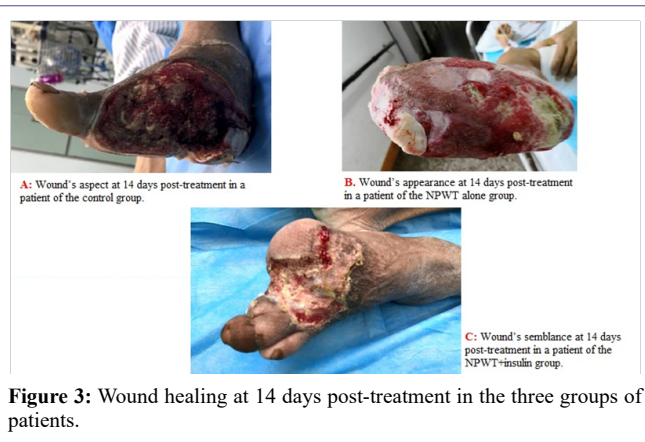 A: Wound's aspect at 14 days post-treatment in a
patient of the control group.
B. Wound's appearance at 14 days post-treatment
in a patient of the NPWT alone group.
C: Wound's semblance at 14 days
post-treatment in a patient of the
NPWT+insulin group.
Figure 3: Wound healing at 14 days post-treatment in the three groups of
patients.